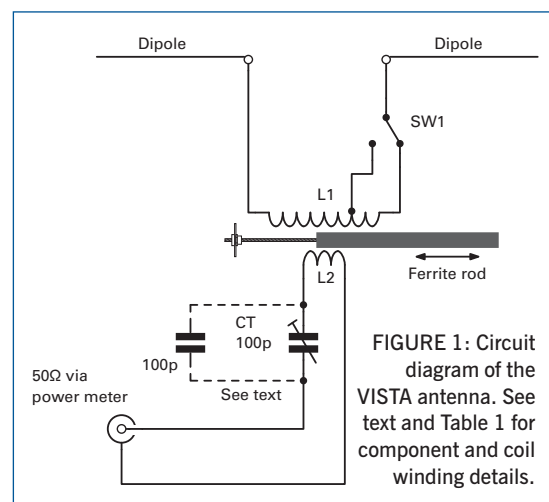 Dipole
Dipole
SW1
L1
L2
Ferrite rod
CT
100p
100p
See text
50Ω via
power meter
FIGURE 1: Circuit
diagram of the
VISTA antenna. See
text and Table 1 for
component and coil
winding details.